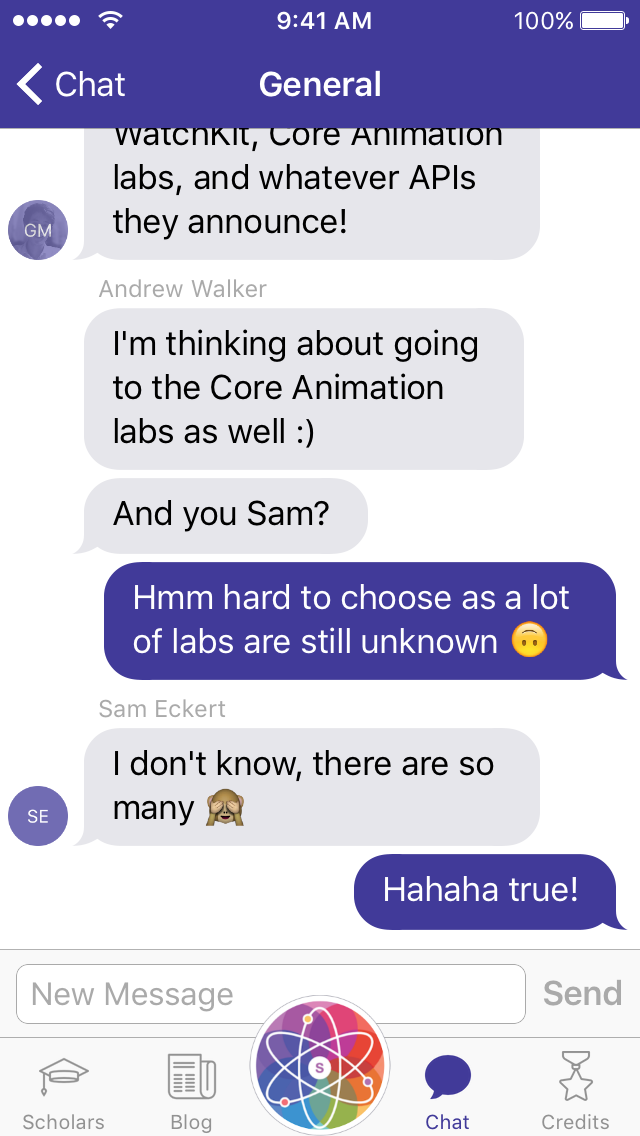 9:41 AM
100%
Chat
General
WatchKit, Core Animation
labs, and whatever APIs
they announce!
GM
Andrew Walker
I'm thinking about going
to the Core Animation
labs as well :)
And you Sam?
Hmm hard to choose as a lot
of labs are still unknown 🙃
Sam Eckert
I don't know, there are so
many 🙈
SE
Hahaha true!
New Message
Send
S
Scholars
Blog
Chat
Credits